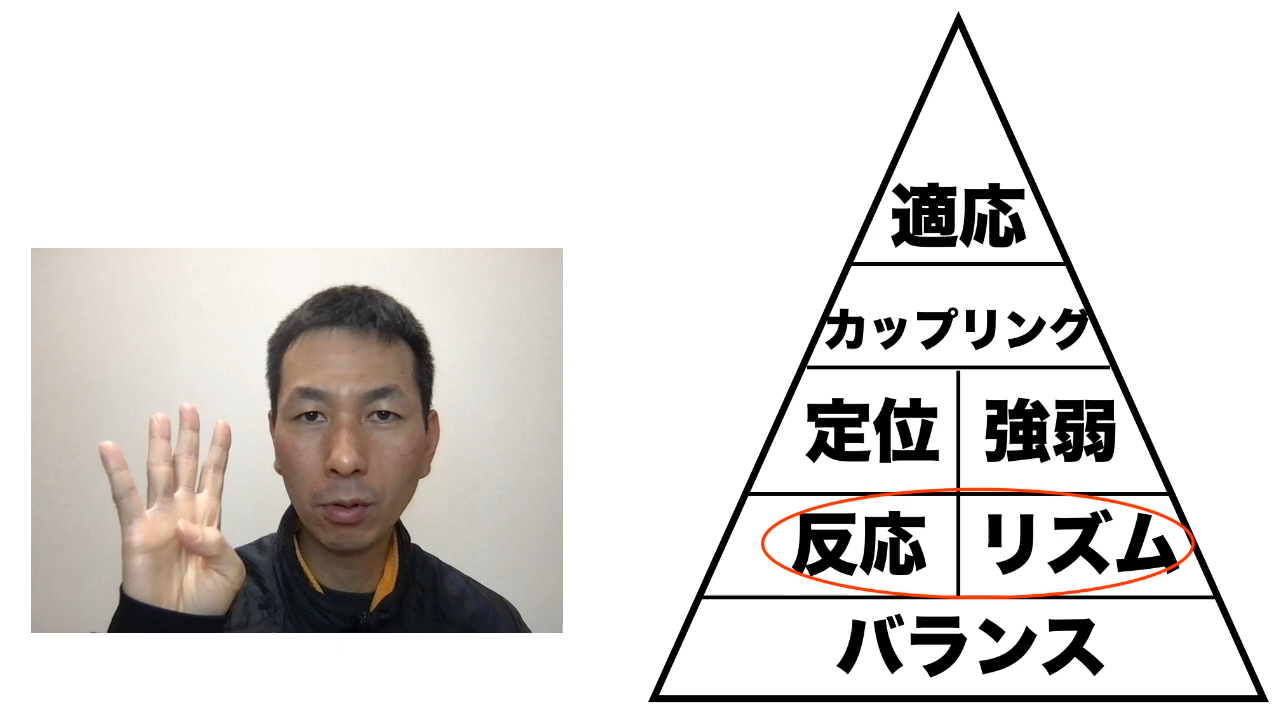 適応
カップリング
定位 強弱
反応 リズム
バランス